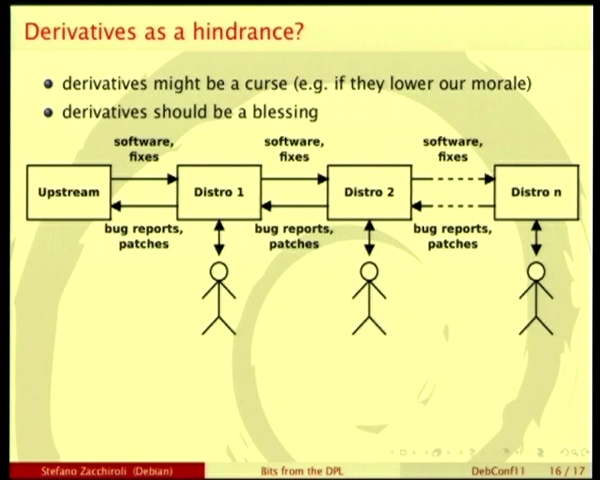 Derivatives as a hindrance?
derivatives might be a curse (e.g. if they lower our morale)
derivatives should be a blessing
software, fixes
software, fixes
software, fixes
Upstream
Distro 1
Distro 2
Distro n
bug reports, patches
bug reports, patches
bug reports, patches
Stefano Zacchiroli (Debian)
Bits from the DPL
DebConf11
16 / 17